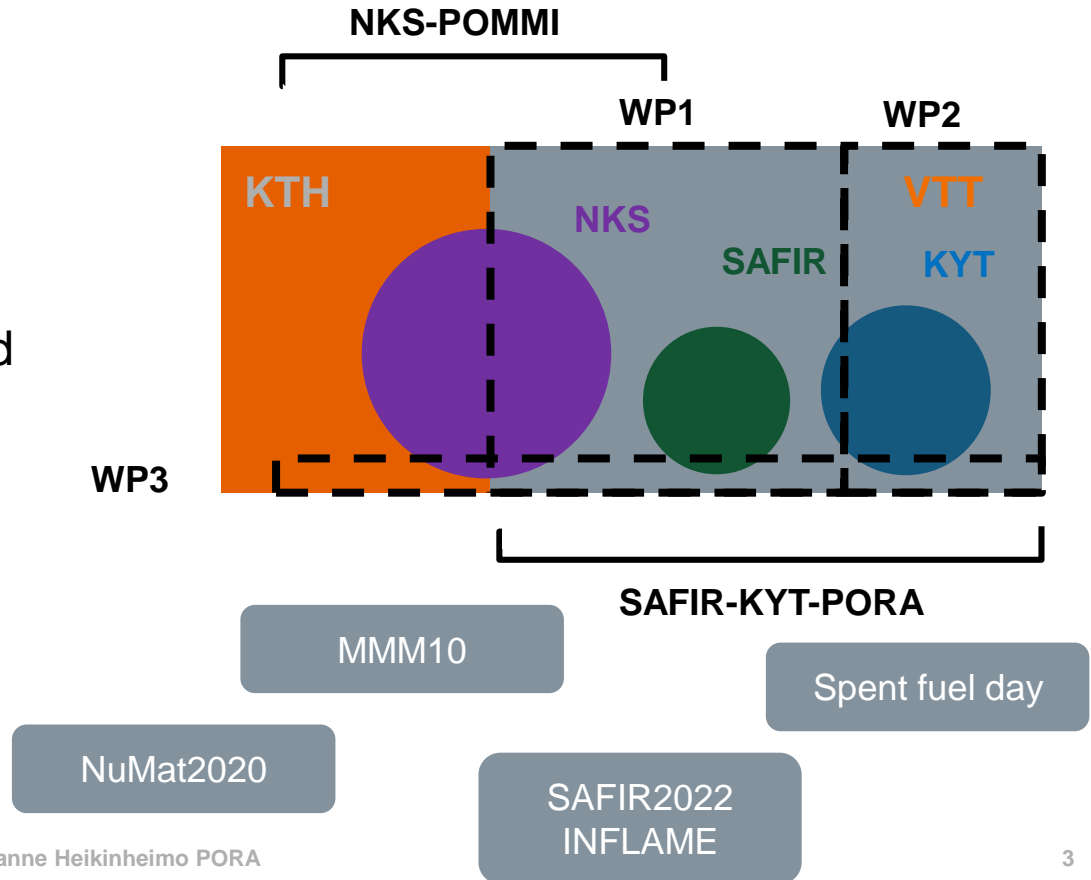 NKS-POMMI
WP1
WP2
KTH
VTT
NKS
SAFIR
KYT
WP3
SAFIR-KYT-PORA
MMM10
Spent fuel day
NuMat2020
SAFIR2022
INFLAME
Heikinheimo PORA
3